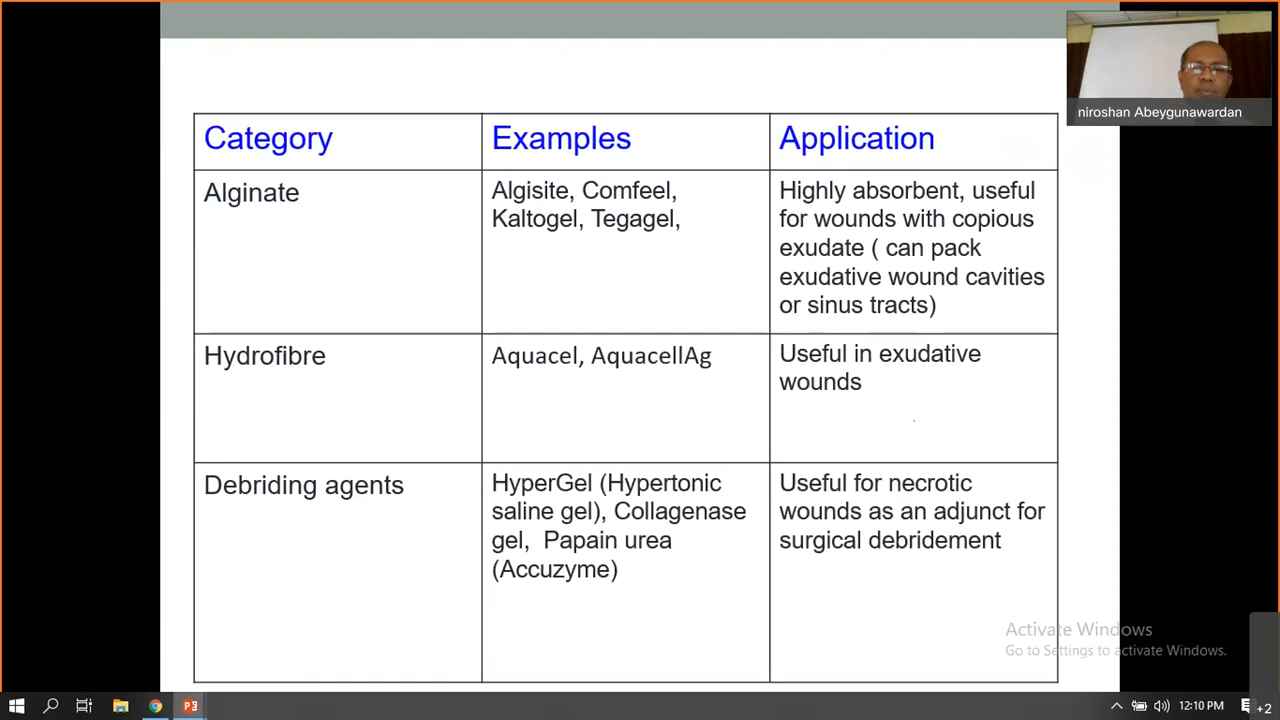 niroshan Abeygunawardan
Category
Examples
Application
Alginate
Algisite, Comfeel,
Kaltogel, Tegagel,
Highly absorbent, useful
for wounds with copious
exudate ( can pack
exudative wound cavities
or sinus tracts)
Hydrofibre
Aquacel, AquacellAg
Useful in exudative
wounds
Debriding agents
HyperGel (Hypertonic
saline gel), Collagenase
gel,  Papain urea
(Accuzyme)
Useful for necrotic
wounds as an adjunct for
surgical debridement
Activate Windows
Go to Settings to activate Windows.
12:10 PM
+2